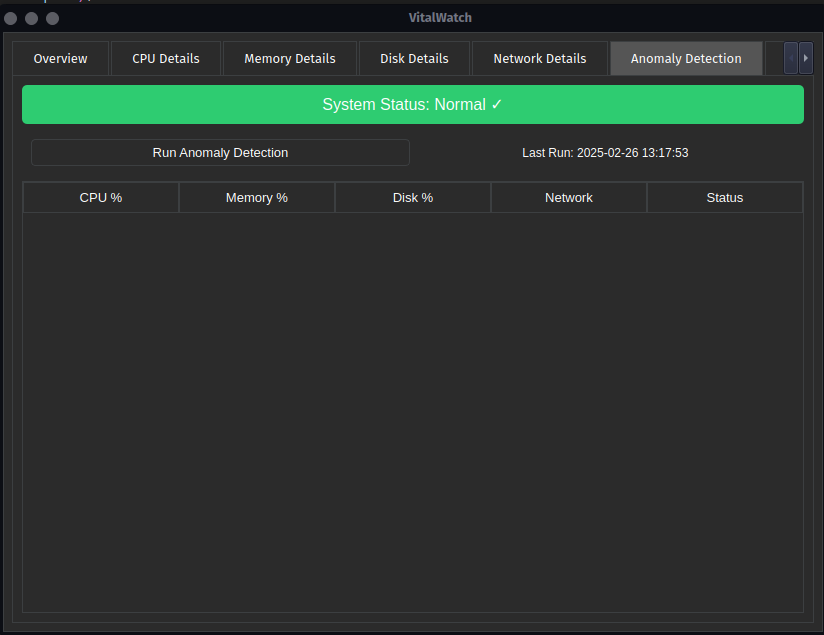 VitalWatch
Overview CPU Details Memory Details Disk Details Network Details Anomaly Detection
System Status: Normal ✓
Run Anomaly Detection Last Run: 2025-02-26 13:17:53
CPU % Memory % Disk % Network Status